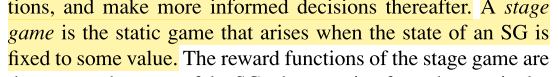 tions, and make more informed decisions thereafter. A stage
game is the static game that arises when the state of an SG is
fixed to some value. The reward functions of the stage game are